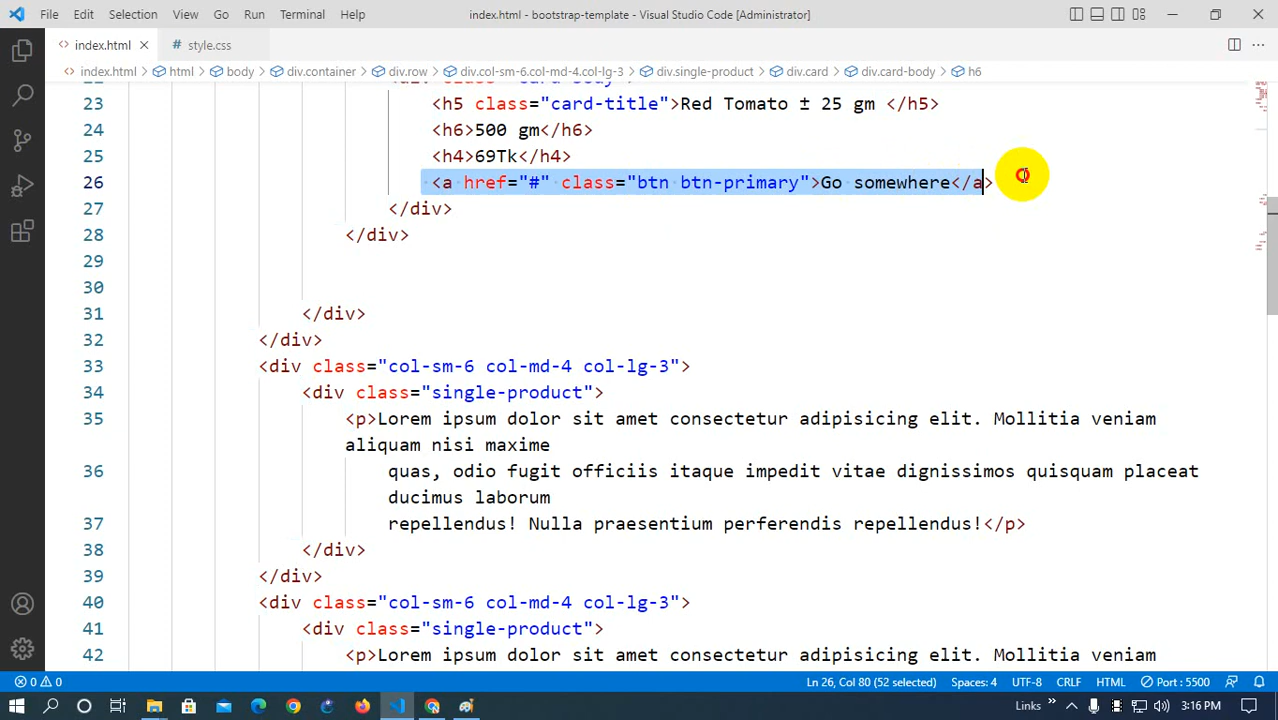 File Edit Selection View Go Run Terminal Help index.html - bootstrap-template - Visual Studio Code [Administrator]
index.html style.css
index.html html body div.container div.row div.col-sm-6.col-md-4.col-lg-3 div.single-product div.card div.card-body h6
23 <h5 class="card-title">Red Tomato ± 25 gm </h5>
24 <h6>500 gm</h6>
25 <h4>69Tk</h4>
26 <a href="#" class="btn btn-primary">Go somewhere</a>
27 </div>
28 </div>
29
30
31 </div>
32 </div>
33 <div class="col-sm-6 col-md-4 col-lg-3">
34 <div class="single-product">
35 <p>Lorem ipsum dolor sit amet consectetur adipisicing elit. Mollitia veniam
aliquam nisi maxime
36 quas, odio fugit officiis itaque impedit vitae dignissimos quisquam placeat
ducimus laborum
37 repellendus! Nulla praesentium perferendis repellendus!</p>
38 </div>
39 </div>
40 <div class="col-sm-6 col-md-4 col-lg-3">
41 <div class="single-product">
42 <p>Lorem ipsum dolor sit amet consectetur adipisicing elit. Mollitia veniam
0 0 Ln 26, Col 80 (52 selected) Spaces: 4 UTF-8 CRLF HTML Port : 5500
Links 3:16 PM